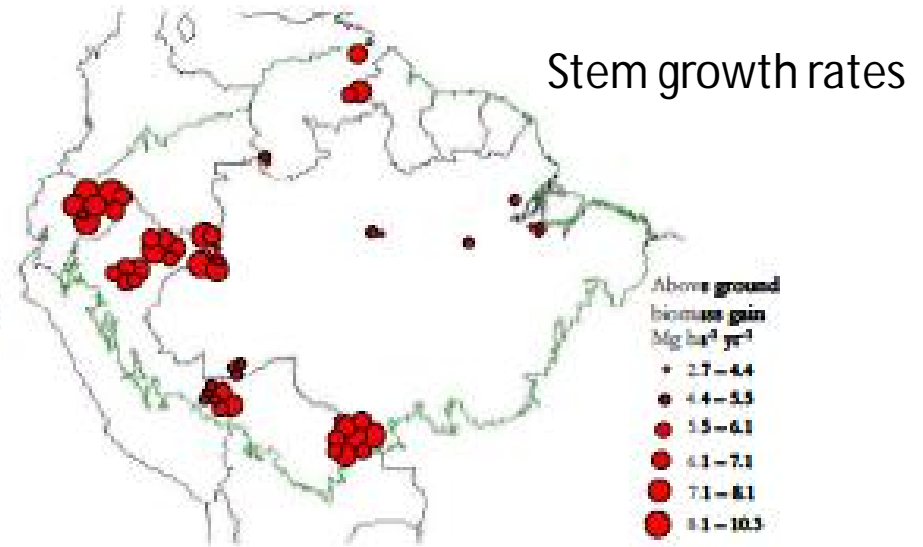 Stem growth rates
Above ground
biomass gain
Mg ha⁻¹ yr⁻¹
2.7 – 4.4
4.4 – 5.5
5.5 – 6.1
6.1 – 7.1
7.1 – 8.1
8.1 – 10.3